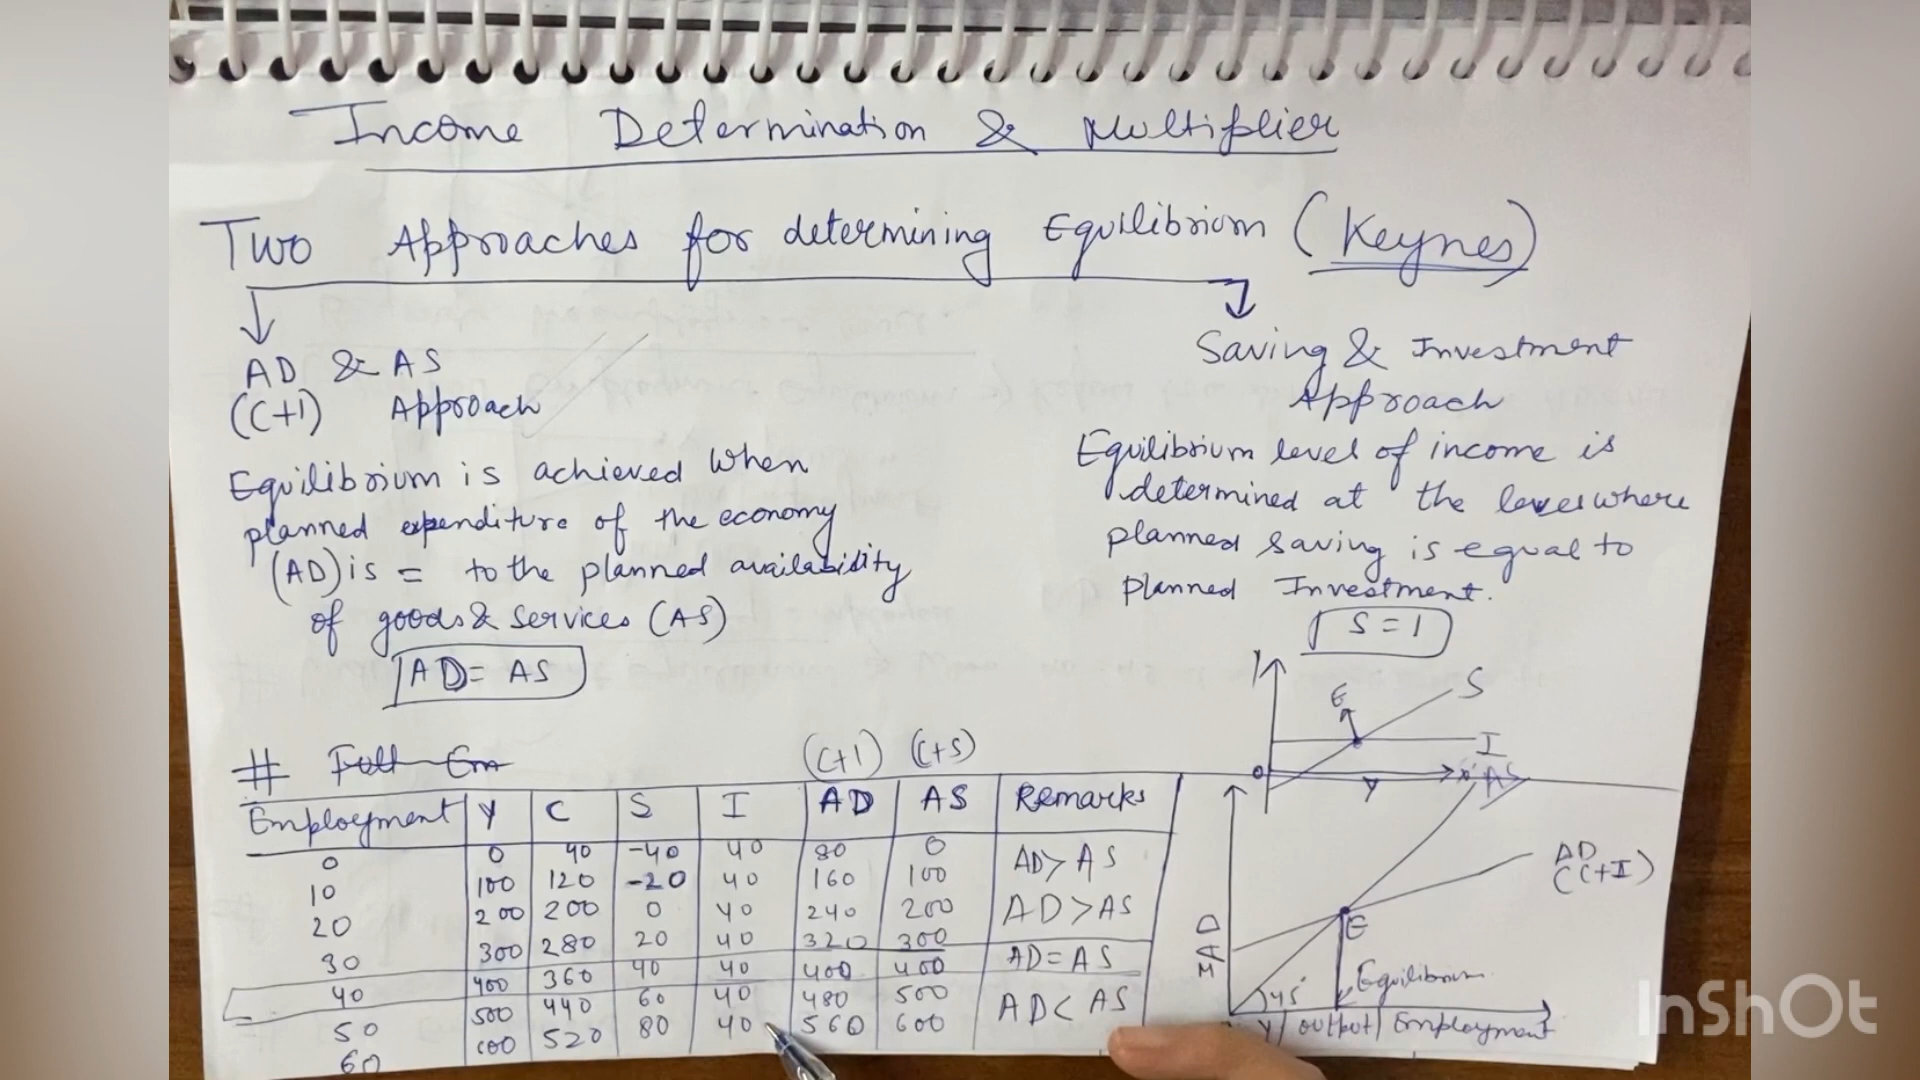 Income Determination & Multiplier
Two Approaches for determining Equilibrium (Keynes)
AD & AS
(C+I) Approach
Equilibrium is achieved when
planned expenditure of the economy
(AD) is = to the planned availability
of goods & services (AS)
AD = AS
Saving & Investment
Approach
Equilibrium level of income is
determined at the level where
planned saving is equal to
planned Investment.
S = I
Y
E
S
I
O
Y
X
# Full Em
(C+I) (C+S)
Employment Y C S I AD AS Remarks
0 0 40 -40 40 80 0 AD > AS
10 100 120 -20 40 160 100
20 200 200 0 40 240 200 AD > AS
30 300 280 20 40 320 300
40 400 360 40 40 400 400 AD = AS
50 500 440 60 40 480 500 AD < AS
60 600 520 80 40 560 600
AS
AD
(C+I)
E
AD
45°
Equilibrium
Y/output/Employment
InShOt